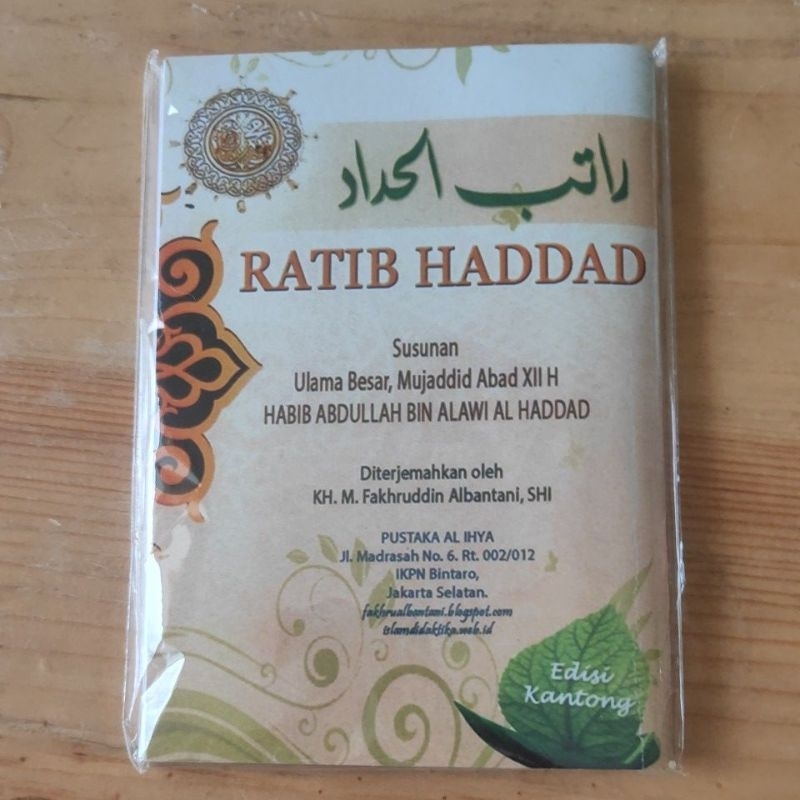 راتب الحداد
RATIB HADDAD
Susunan
Ulama Besar, Mujaddid Abad XII H
HABIB ABDULLAH BIN ALAWI AL HADDAD
Diterjemahkan oleh
KH. M. Fakhruddin Albantani, SHI
PUSTAKA AL IHYA
Jl. Madrasah No. 6. Rt. 002/012
IKPN Bintaro,
Jakarta Selatan.
fakhrualbantani.blogspot.com
islamdidaktika.web.id
Edisi
Kantong